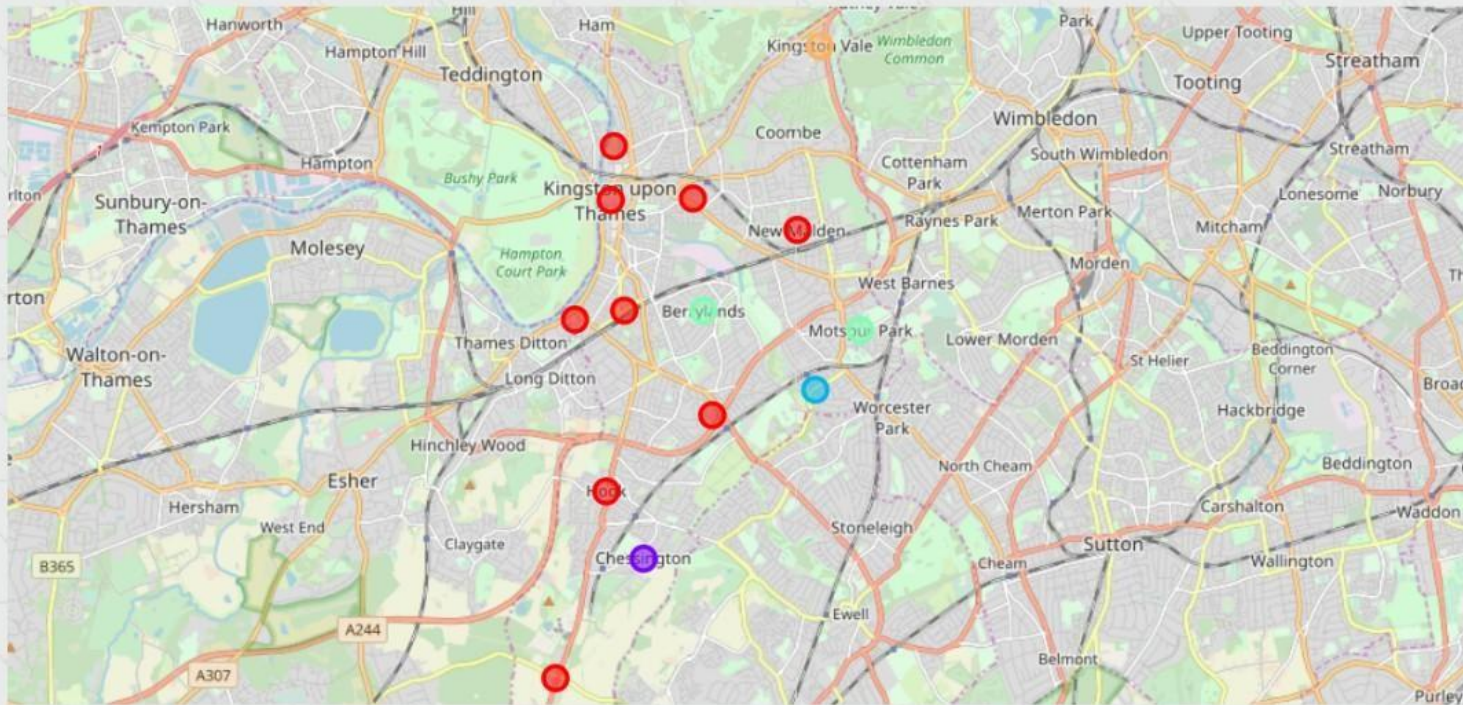 Hill
Hanworth
Ham
Park
Upper Tooting
Hampton Hill
Kingston Vale
Wimbledon
Common
Streatham
Teddington
Tooting
Kempton Park
Coombe
Wimbledon
Hampton
Bushy Park
Cottenham
Park
South Wimbledon
Streatham
Kingston upon
Thames
Sunbury-on-
Thames
Lonesome
Norbury
Merton Park
Raynes Park
Mitcham
New Malden
Molesey
Hampton
Court Park
Morden
West Barnes
Berrylands
Motspur Park
Lower Morden
Thames Ditton
Walton-on-
Thames
St Helier
Beddington
Corner
Long Ditton
Worcester
Park
Hackbridge
Hinchley Wood
North Cheam
Beddington
Esher
Hook
Hersham
West End
Carshalton
Waddon
Stoneleigh
Claygate
Chessington
Sutton
Cheam
Wallington
B365
Ewell
A244
Belmont
A307
Purley